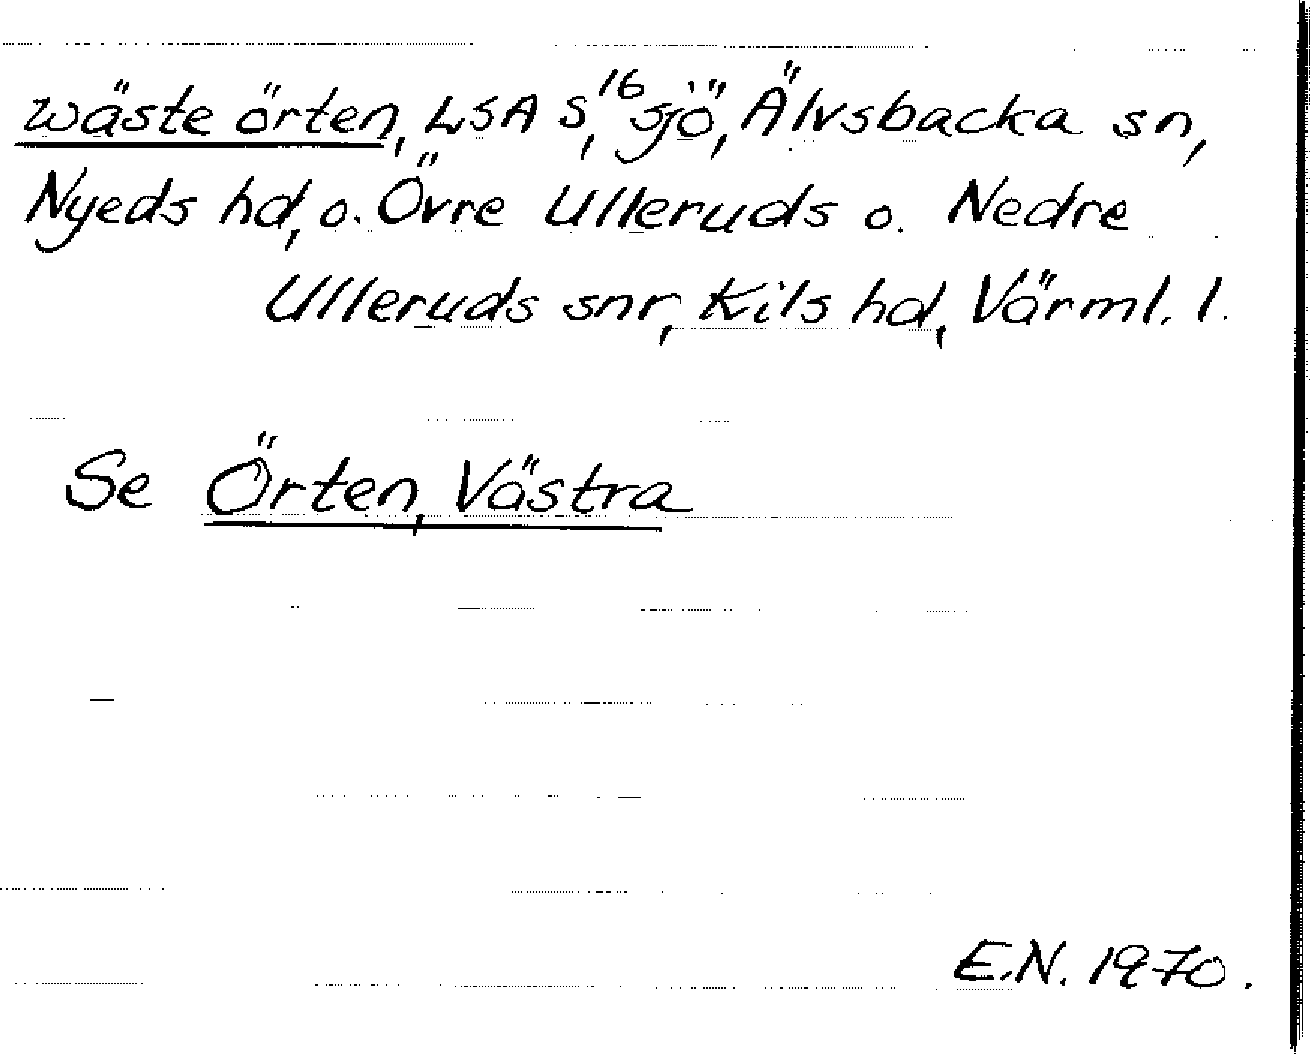 wäste örten, LSA S¹⁶, sjö, Älvsbacka sn,
Nyeds hd, o. Övre Ulleruds o. Nedre
Ulleruds snr, Kils hd, Värml. l.
Se Örten, Västra
E.N. 1970.